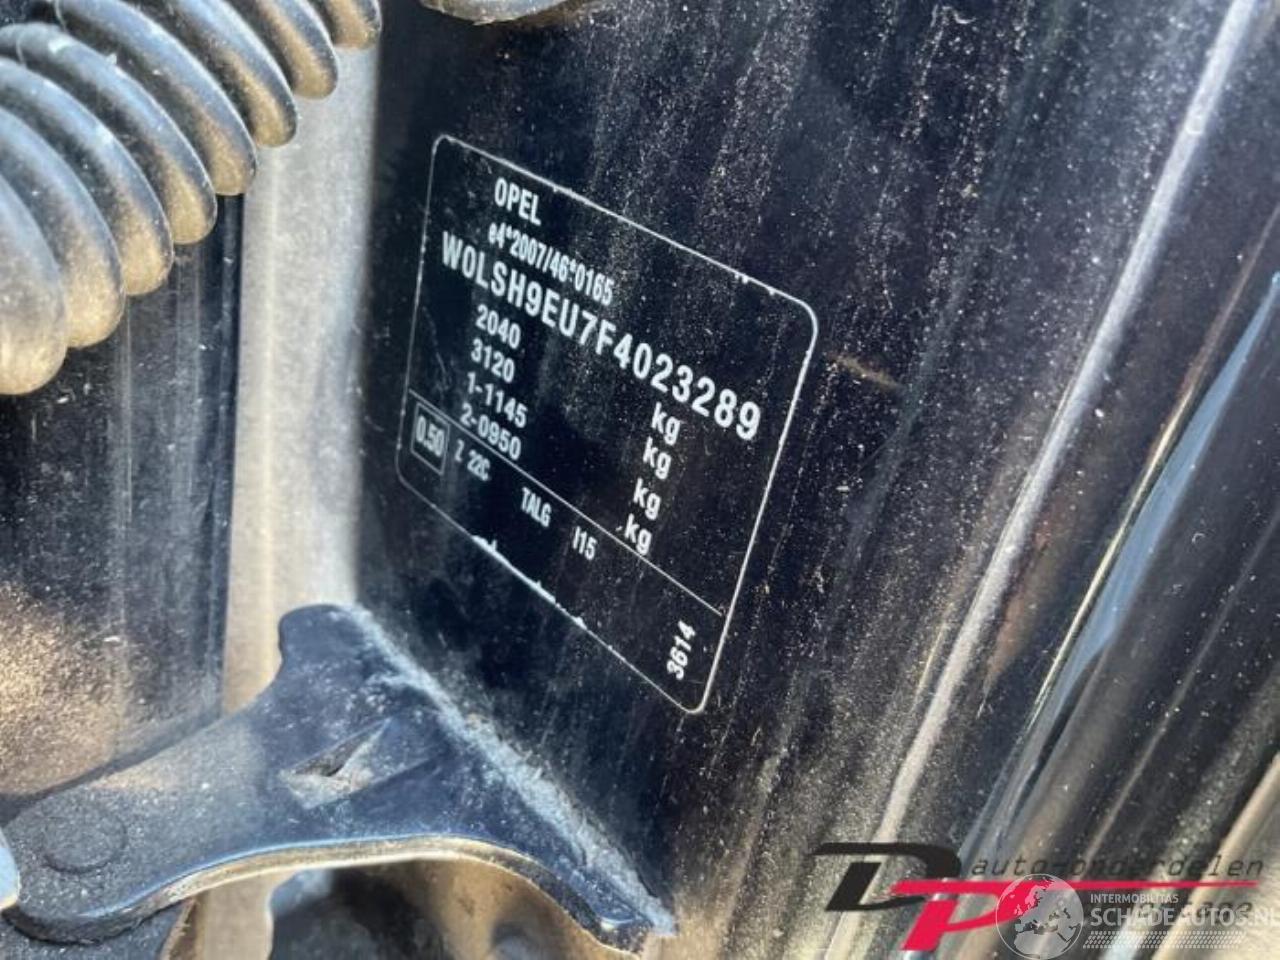 OPEL
e4*2007/46*0165
W0LSH9EU7F4023289
2040 kg
3120 kg
1-1145 kg
2-0950 kg
0.50 Z 22C TALG I15 3614
DP auto-onderdelen
INTERMOBILITAS
SCHADEAUTOS.NL